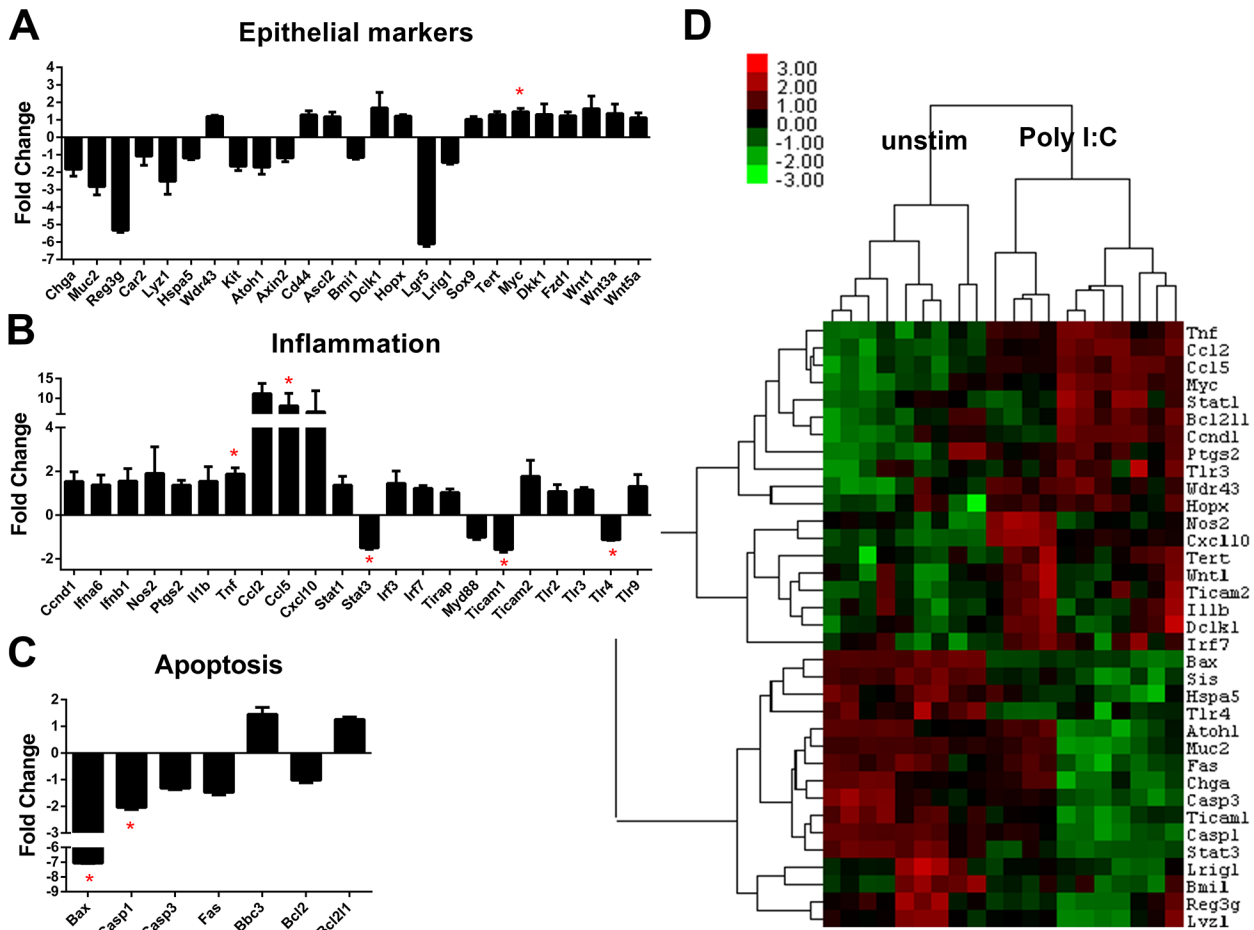 A
Epithelial markers
Fold Change
4
3
2
1
0
-1
-2
-3
-4
-5
-6
-7
Chga
Muc2
Reg3g
Car2
Lyz1
Hspa5
Wdr43
Kit
Atoh1
Axin2
Cd44
Ascl2
Bmi1
Dclk1
Hopx
Lgr5
Lrig1
Sox9
Tert
Myc
Dkk1
Fzd1
Wnt1
Wnt3a
Wnt5a
*
B
Inflammation
Fold Change
15
10
4
2
0
-2
Ccnd1
Ifna6
Ifnb1
Nos2
Ptgs2
Il1b
Tnf
Ccl2
Ccl5
Cxcl10
Stat1
Stat3
Irf3
Irf7
Tirap
Myd88
Ticam1
Ticam2
Tlr2
Tlr3
Tlr4
Tlr9
*
*
*
*
*
C
Apoptosis
Fold Change
2
1
0
-1
-2
-3
-6
-7
-8
-9
Bax
Casp1
Casp3
Fas
Bbc3
Bcl2
Bcl2l1
*
*
D
3.00
2.00
1.00
0.00
-1.00
-2.00
-3.00
unstim
Poly I:C
Tnf
Ccl2
Ccl5
Myc
Stat1
Bcl2l1
Ccnd1
Ptgs2
Tlr3
Wdr43
Hopx
Nos2
Cxcl10
Tert
Wnt1
Ticam2
Il1b
Dclk1
Irf7
Bax
Sis
Hspa5
Tlr4
Atoh1
Muc2
Fas
Chga
Casp3
Ticam1
Casp1
Stat3
Lrig1
Bmi1
Reg3g
Lyz1